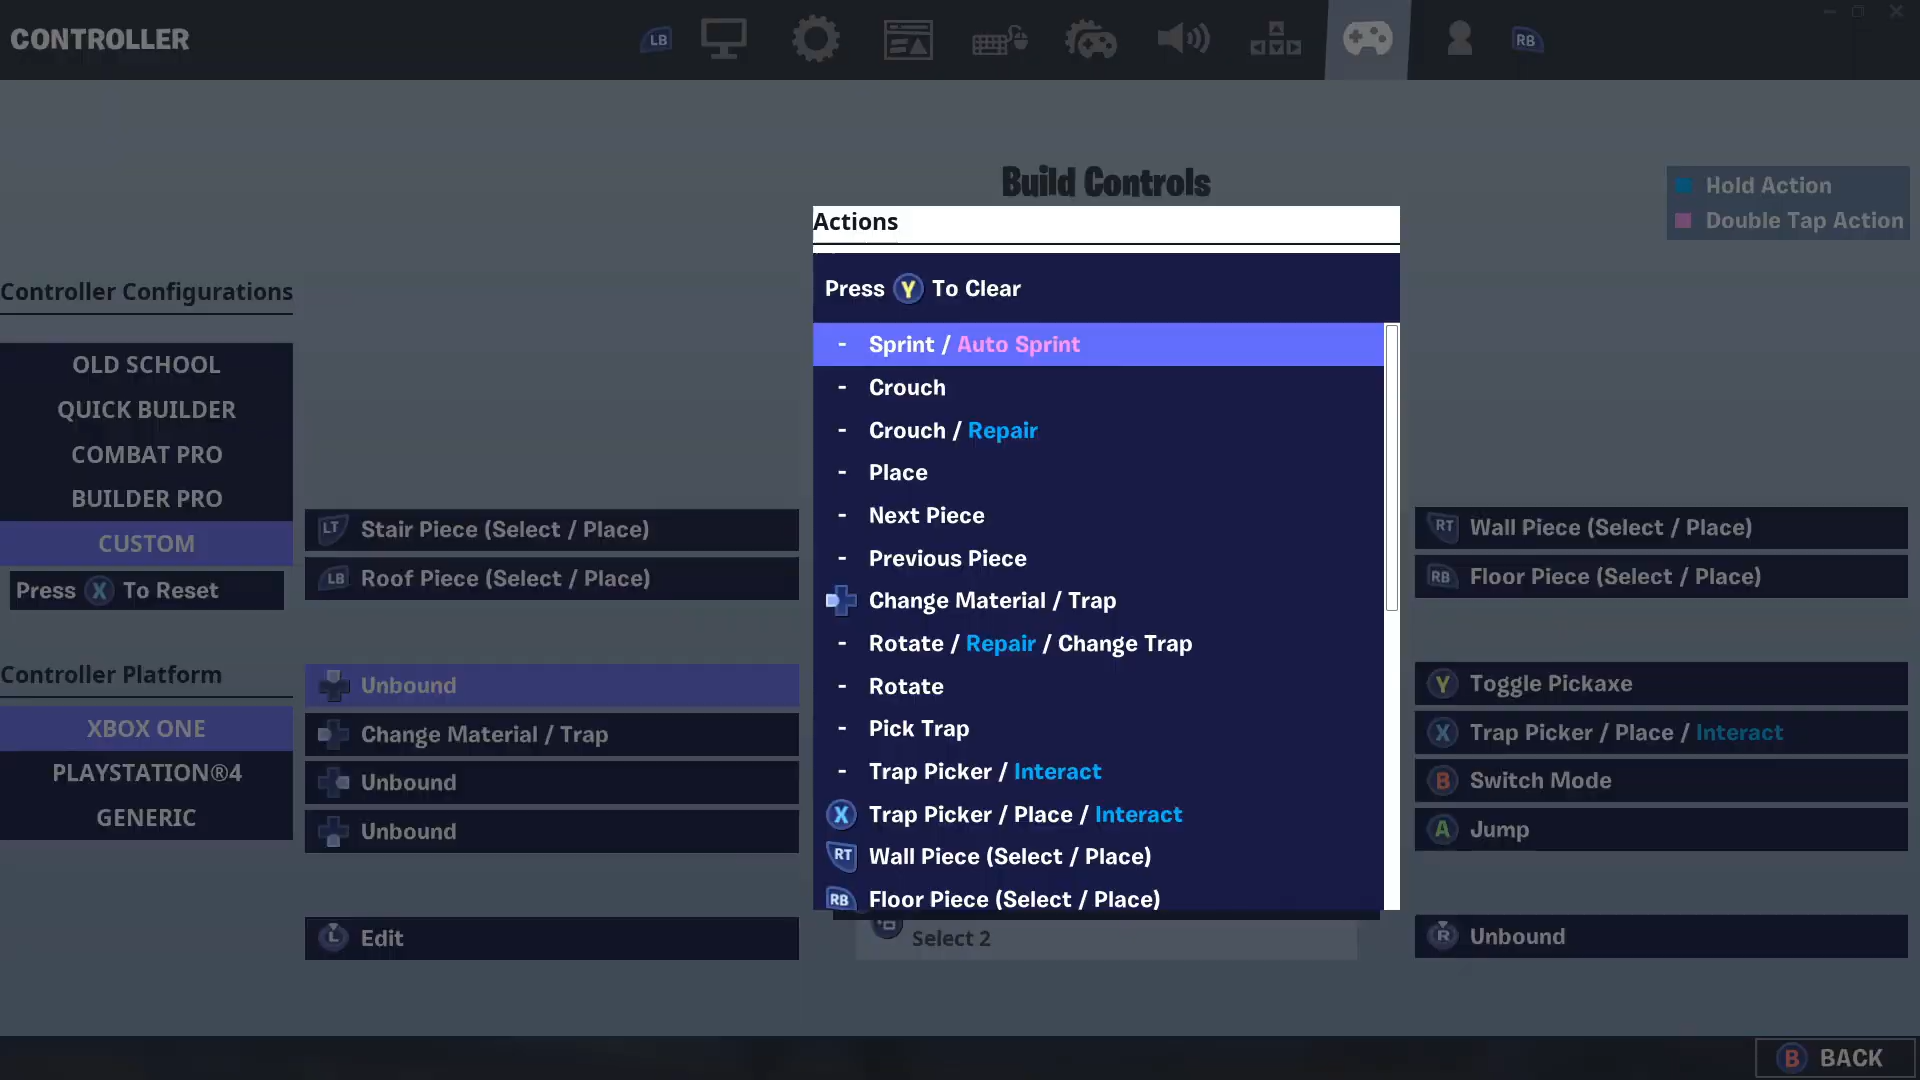 CONTROLLER
LB
RB
Build Controls
Hold Action
Double Tap Action
Controller Configurations
OLD SCHOOL
QUICK BUILDER
COMBAT PRO
BUILDER PRO
CUSTOM
Press X To Reset
Controller Platform
XBOX ONE
PLAYSTATION®4
GENERIC
LT Stair Piece (Select / Place)
LB Roof Piece (Select / Place)
Unbound
Change Material / Trap
Unbound
Unbound
L Edit
Actions
Press Y To Clear
- Sprint / Auto Sprint
- Crouch
- Crouch / Repair
- Place
- Next Piece
- Previous Piece
Change Material / Trap
- Rotate / Repair / Change Trap
- Rotate
- Pick Trap
- Trap Picker / Interact
X Trap Picker / Place / Interact
RT Wall Piece (Select / Place)
RB Floor Piece (Select / Place)
Select 2
RT Wall Piece (Select / Place)
RB Floor Piece (Select / Place)
Y Toggle Pickaxe
X Trap Picker / Place / Interact
B Switch Mode
A Jump
R Unbound
B BACK